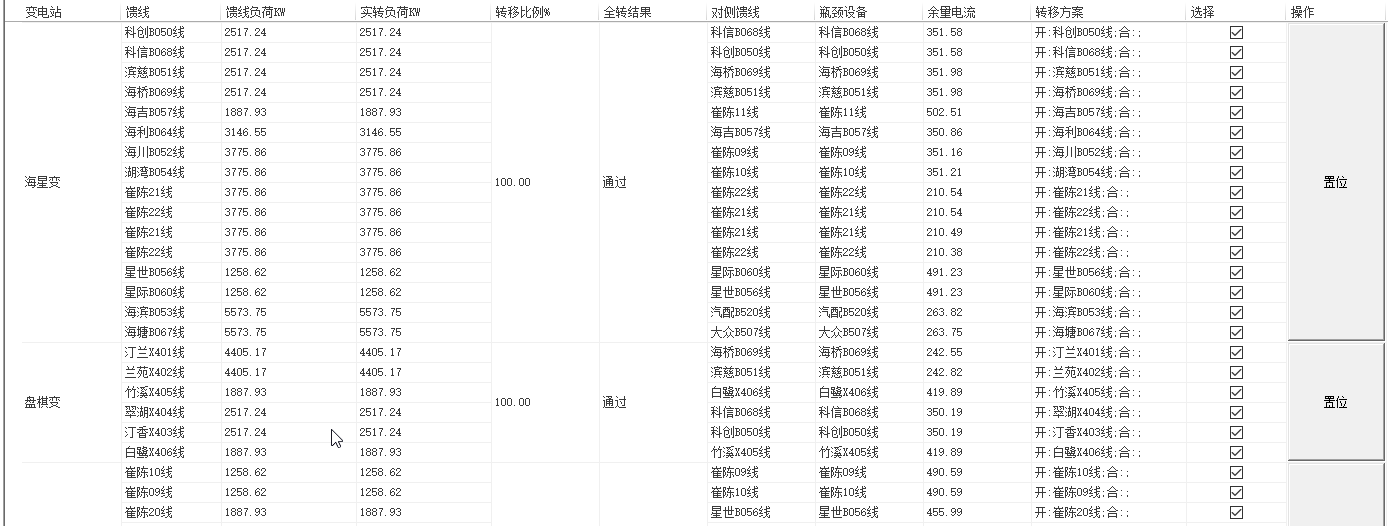 变电站 馈线 馈线负荷KW 实转负荷KW 转移比例% 全转结果 对侧馈线 瓶颈设备 余量电流 转移方案 选择 操作
科创B050线 2517.24 2517.24 科信B068线 科信B068线 351.58 开:科创B050线;合:;
科信B068线 2517.24 2517.24 科创B050线 科创B050线 351.58 开:科信B068线;合:;
滨慈B051线 2517.24 2517.24 海桥B069线 海桥B069线 351.98 开:滨慈B051线;合:;
海桥B069线 2517.24 2517.24 滨慈B051线 滨慈B051线 351.98 开:海桥B069线;合:;
海吉B057线 1887.93 1887.93 崔陈11线 崔陈11线 502.51 开:海吉B057线;合:;
海利B064线 3146.55 3146.55 海吉B057线 海吉B057线 350.86 开:海利B064线;合:;
海川B052线 3775.86 3775.86 崔陈09线 崔陈09线 351.16 开:海川B052线;合:;
湖湾B054线 3775.86 3775.86 崔陈10线 崔陈10线 351.21 开:湖湾B054线;合:;
海星变 100.00 通过 置位
崔陈21线 3775.86 3775.86 崔陈22线 崔陈22线 210.54 开:崔陈21线;合:;
崔陈22线 3775.86 3775.86 崔陈21线 崔陈21线 210.54 开:崔陈22线;合:;
崔陈21线 3775.86 3775.86 崔陈21线 崔陈21线 210.49 开:崔陈21线;合:;
崔陈22线 3775.86 3775.86 崔陈22线 崔陈22线 210.38 开:崔陈22线;合:;
星世B056线 1258.62 1258.62 星际B060线 星际B060线 491.23 开:星世B056线;合:;
星际B060线 1258.62 1258.62 星世B056线 星世B056线 491.23 开:星际B060线;合:;
海滨B053线 5573.75 5573.75 汽配B520线 汽配B520线 263.82 开:海滨B053线;合:;
海塘B067线 5573.75 5573.75 大众B507线 大众B507线 263.75 开:海塘B067线;合:;
汀兰X401线 4405.17 4405.17 海桥B069线 海桥B069线 242.55 开:汀兰X401线;合:;
兰苑X402线 4405.17 4405.17 滨慈B051线 滨慈B051线 242.82 开:兰苑X402线;合:;
竹溪X405线 1887.93 1887.93 白鹭X406线 白鹭X406线 419.89 开:竹溪X405线;合:;
盘棋变 100.00 通过 置位
翠湖X404线 2517.24 2517.24 科信B068线 科信B068线 350.19 开:翠湖X404线;合:;
汀香X403线 2517.24 2517.24 科创B050线 科创B050线 350.19 开:汀香X403线;合:;
白鹭X406线 1887.93 1887.93 竹溪X405线 竹溪X405线 419.89 开:白鹭X406线;合:;
崔陈10线 1258.62 1258.62 崔陈09线 崔陈09线 490.59 开:崔陈10线;合:;
崔陈09线 1258.62 1258.62 崔陈10线 崔陈10线 490.59 开:崔陈09线;合:;
崔陈20线 1887.93 1887.93 星世B056线 星世B056线 455.99 开:崔陈20线;合:;